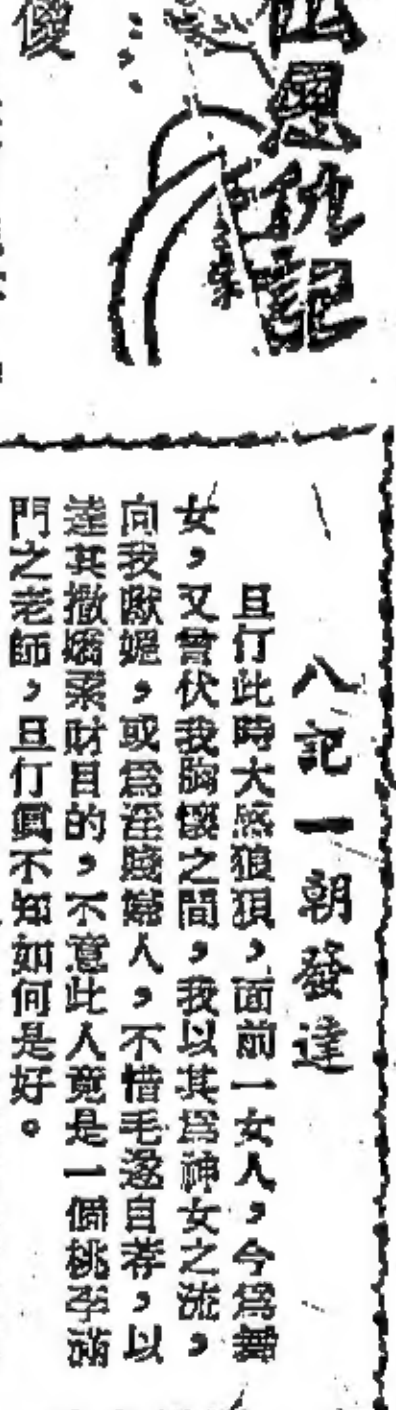 恩仇記
八記一朝發達
且仃此時大感狼狽，面前一女人，今爲舞
女，又曾伏我胸懷之間，我以其爲神女之流，
向我獻媚，或爲淫賤婦人，不惜毛遂自荐，以
達其撒嬌索財目的，不意此人竟是一個桃李滿
門之老師，且仃眞不知如何是好。